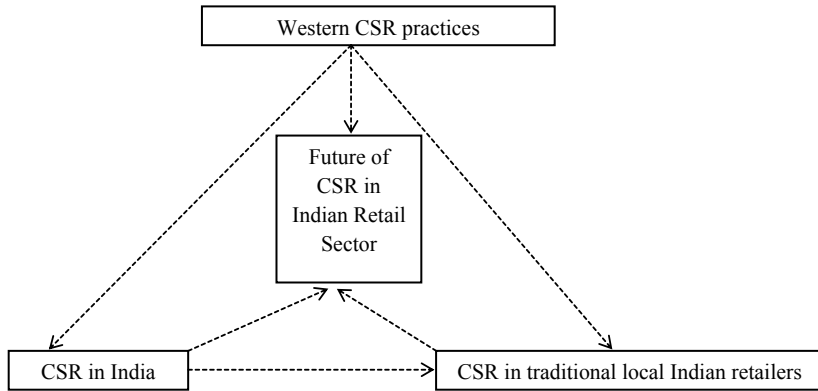 Western CSR practices
Future of
CSR in
Indian Retail
Sector
CSR in India
CSR in traditional local Indian retailers